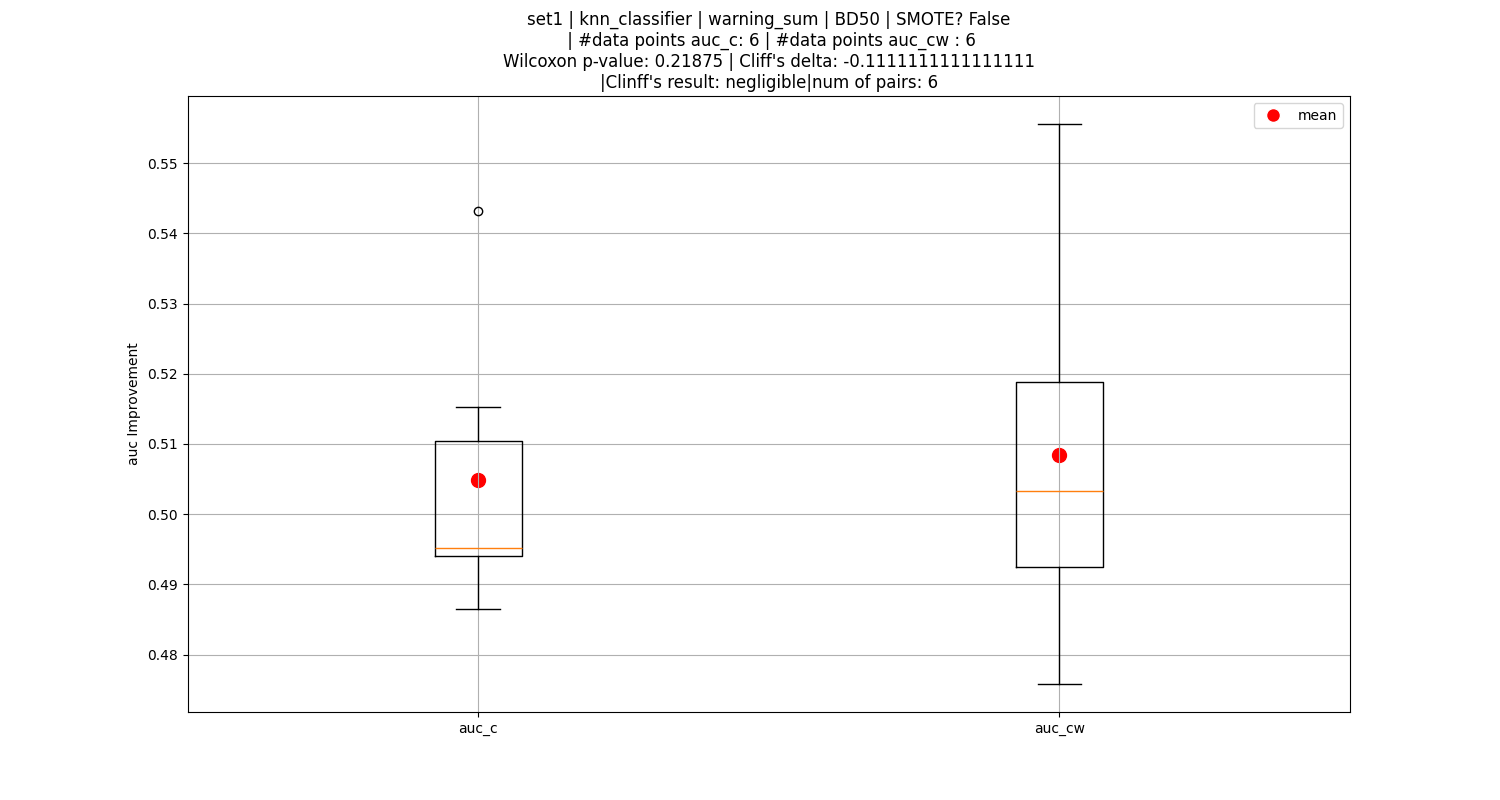 set1 | knn_classifier | warning_sum | BD50 | SMOTE? False
| #data points auc_c: 6 | #data points auc_cw : 6
Wilcoxon p-value: 0.21875 | Cliff's delta: -0.1111111111111111
|Clinff's result: negligible|num of pairs: 6
mean
0.55
0.54
0.53
0.52
0.51
0.50
0.49
0.48
auc Improvement
auc_c
auc_cw